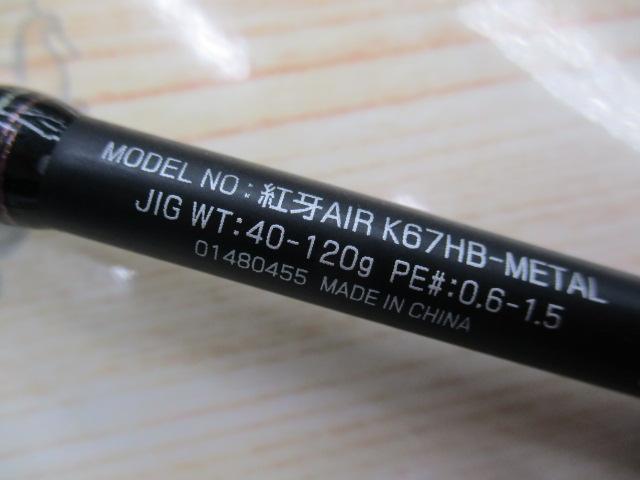 MODEL NO:紅牙AIR K67HB-METAL
JIG WT:40-120g PE#:0.6-1.5
01480455 MADE IN CHINA